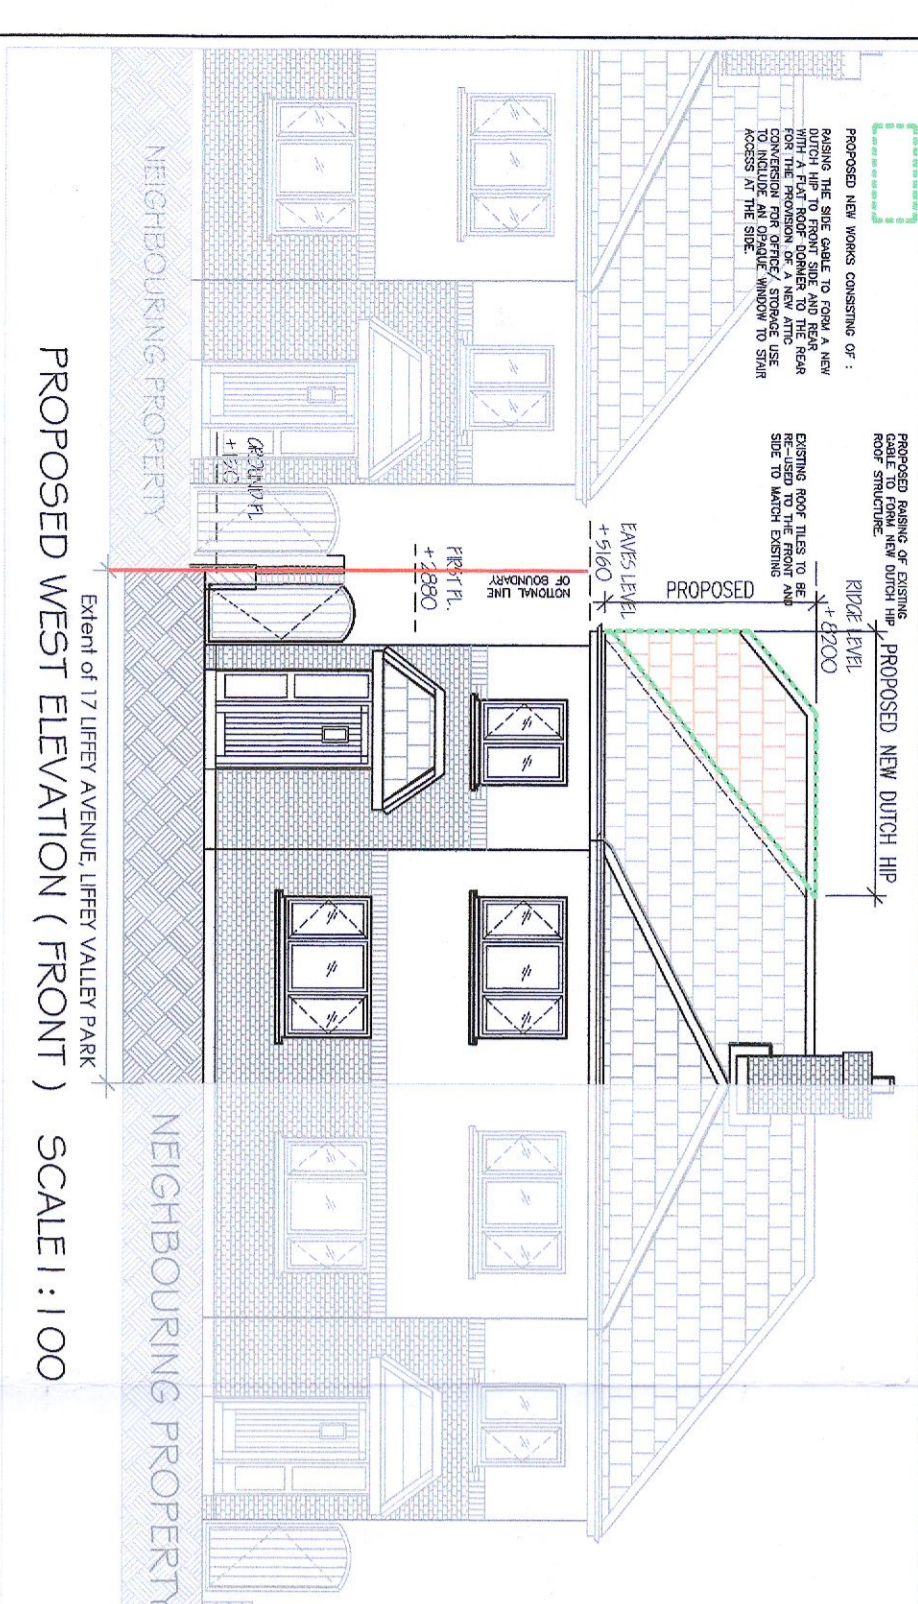 PROPOSED NEW WORKS CONSISTING OF :
RAISING THE SIDE GABLE TO FORM A NEW
DUTCH HIP TO FRONT SIDE AND REAR
WITH A FLAT ROOF DORMER TO THE REAR
FOR THE PROVISION OF A NEW ATTIC
CONVERSION FOR OFFICE/ STORAGE USE
TO INCLUDE AN OPAQUE WINDOW TO STAIR
ACCESS AT THE SIDE.
PROPOSED RAISING OF EXISTING
GABLE TO FORM NEW DUTCH HIP
ROOF STRUCTURE.
EXISTING ROOF TILES TO BE
RE-USED TO THE FRONT AND
SIDE TO MATCH EXISTING
PROPOSED NEW DUTCH HIP
RIDGE LEVEL
+ 8200
PROPOSED
EAVES LEVEL
+ 5160
NOTIONAL LINE
OF BOUNDARY
FIRST FL.
+ 2880
GROUND FL
NEIGHBOURING PROPERTY
NEIGHBOURING PROPERTY
Extent of 17 LIFFEY AVENUE, LIFFEY VALLEY PARK
PROPOSED WEST ELEVATION ( FRONT ) SCALE 1:100